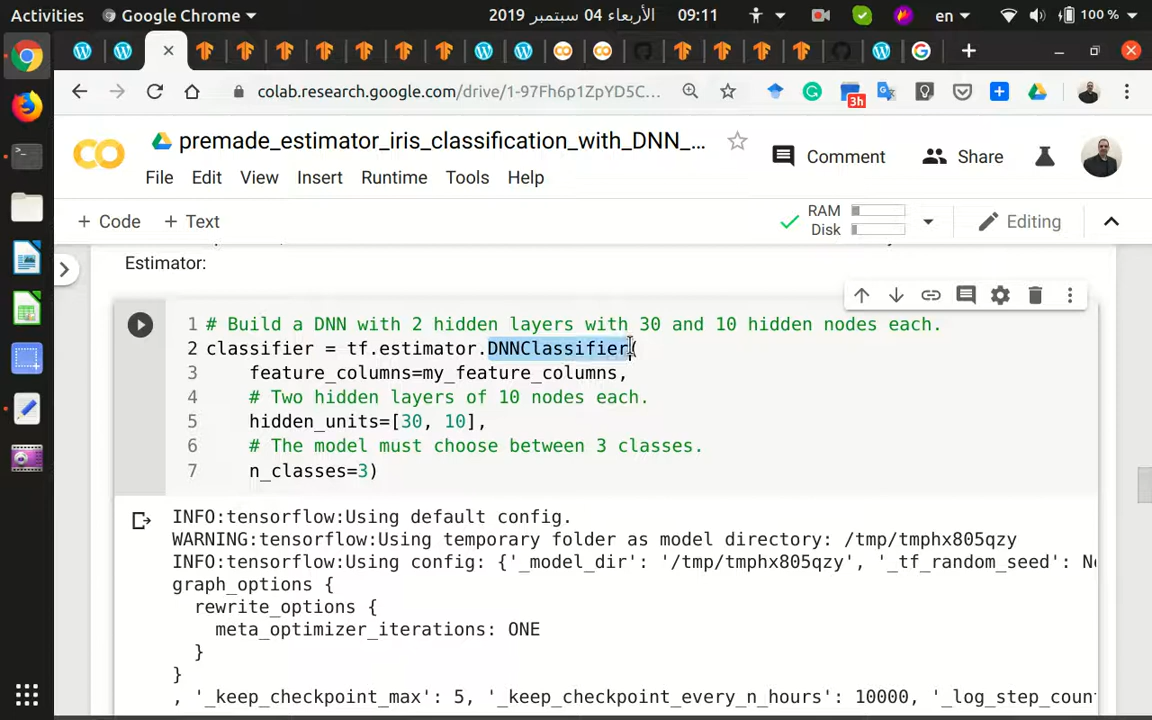 Activities Google Chrome الأربعاء 04 سبتمبر 2019 09:11 en 100 %
colab.research.google.com/drive/1-97Fh6p1ZpYD5C... 3h
premade_estimator_iris_classification_with_DNN_... Comment Share
File Edit View Insert Runtime Tools Help
+ Code + Text RAM Disk Editing
Estimator:
1 # Build a DNN with 2 hidden layers with 30 and 10 hidden nodes each.
2 classifier = tf.estimator.DNNClassifier(
3 feature_columns=my_feature_columns,
4 # Two hidden layers of 10 nodes each.
5 hidden_units=[30, 10],
6 # The model must choose between 3 classes.
7 n_classes=3)
INFO:tensorflow:Using default config.
WARNING:tensorflow:Using temporary folder as model directory: /tmp/tmphx805qzy
INFO:tensorflow:Using config: {'_model_dir': '/tmp/tmphx805qzy', '_tf_random_seed': N
graph_options {
rewrite_options {
meta_optimizer_iterations: ONE
}
}
, '_keep_checkpoint_max': 5, '_keep_checkpoint_every_n_hours': 10000, '_log_step_coun